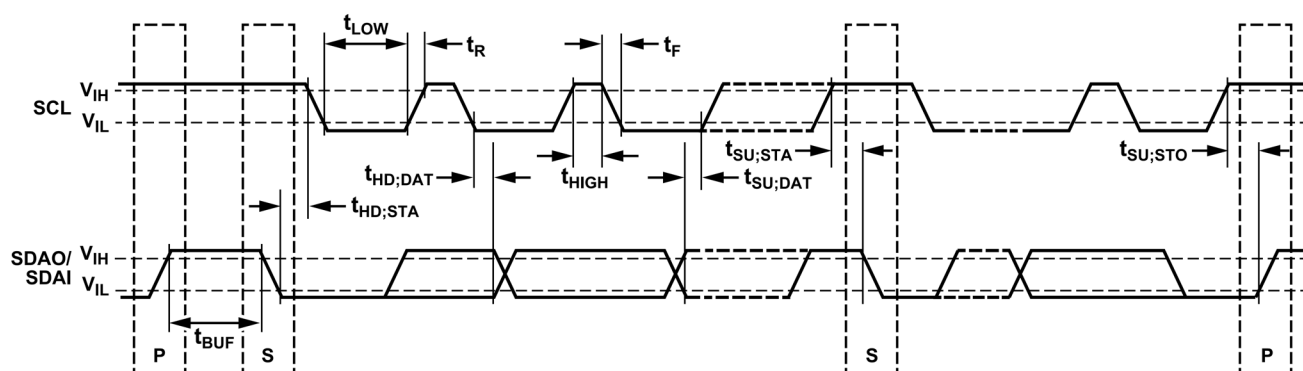 tLOW
tR
tF
SCL
VIH
VIL
tHD;DAT
tHIGH
tSU;STA
tSU;DAT
tSU;STO
tHD;STA
SDAO/
SDAI
VIH
VIL
tBUF
P
S
S
P